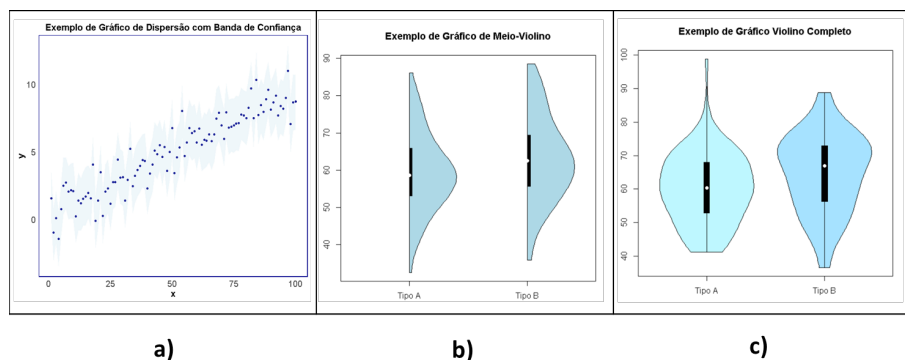 Exemplo de Gráfico de Dispersão com Banda de Confiança
10
5
0
y
0 25 50 75 100
x
Exemplo de Gráfico de Meio-Violino
90
80
70
60
50
40
Tipo A Tipo B
Exemplo de Gráfico Violino Completo
100
90
80
70
60
50
40
Tipo A Tipo B
a) b) c)